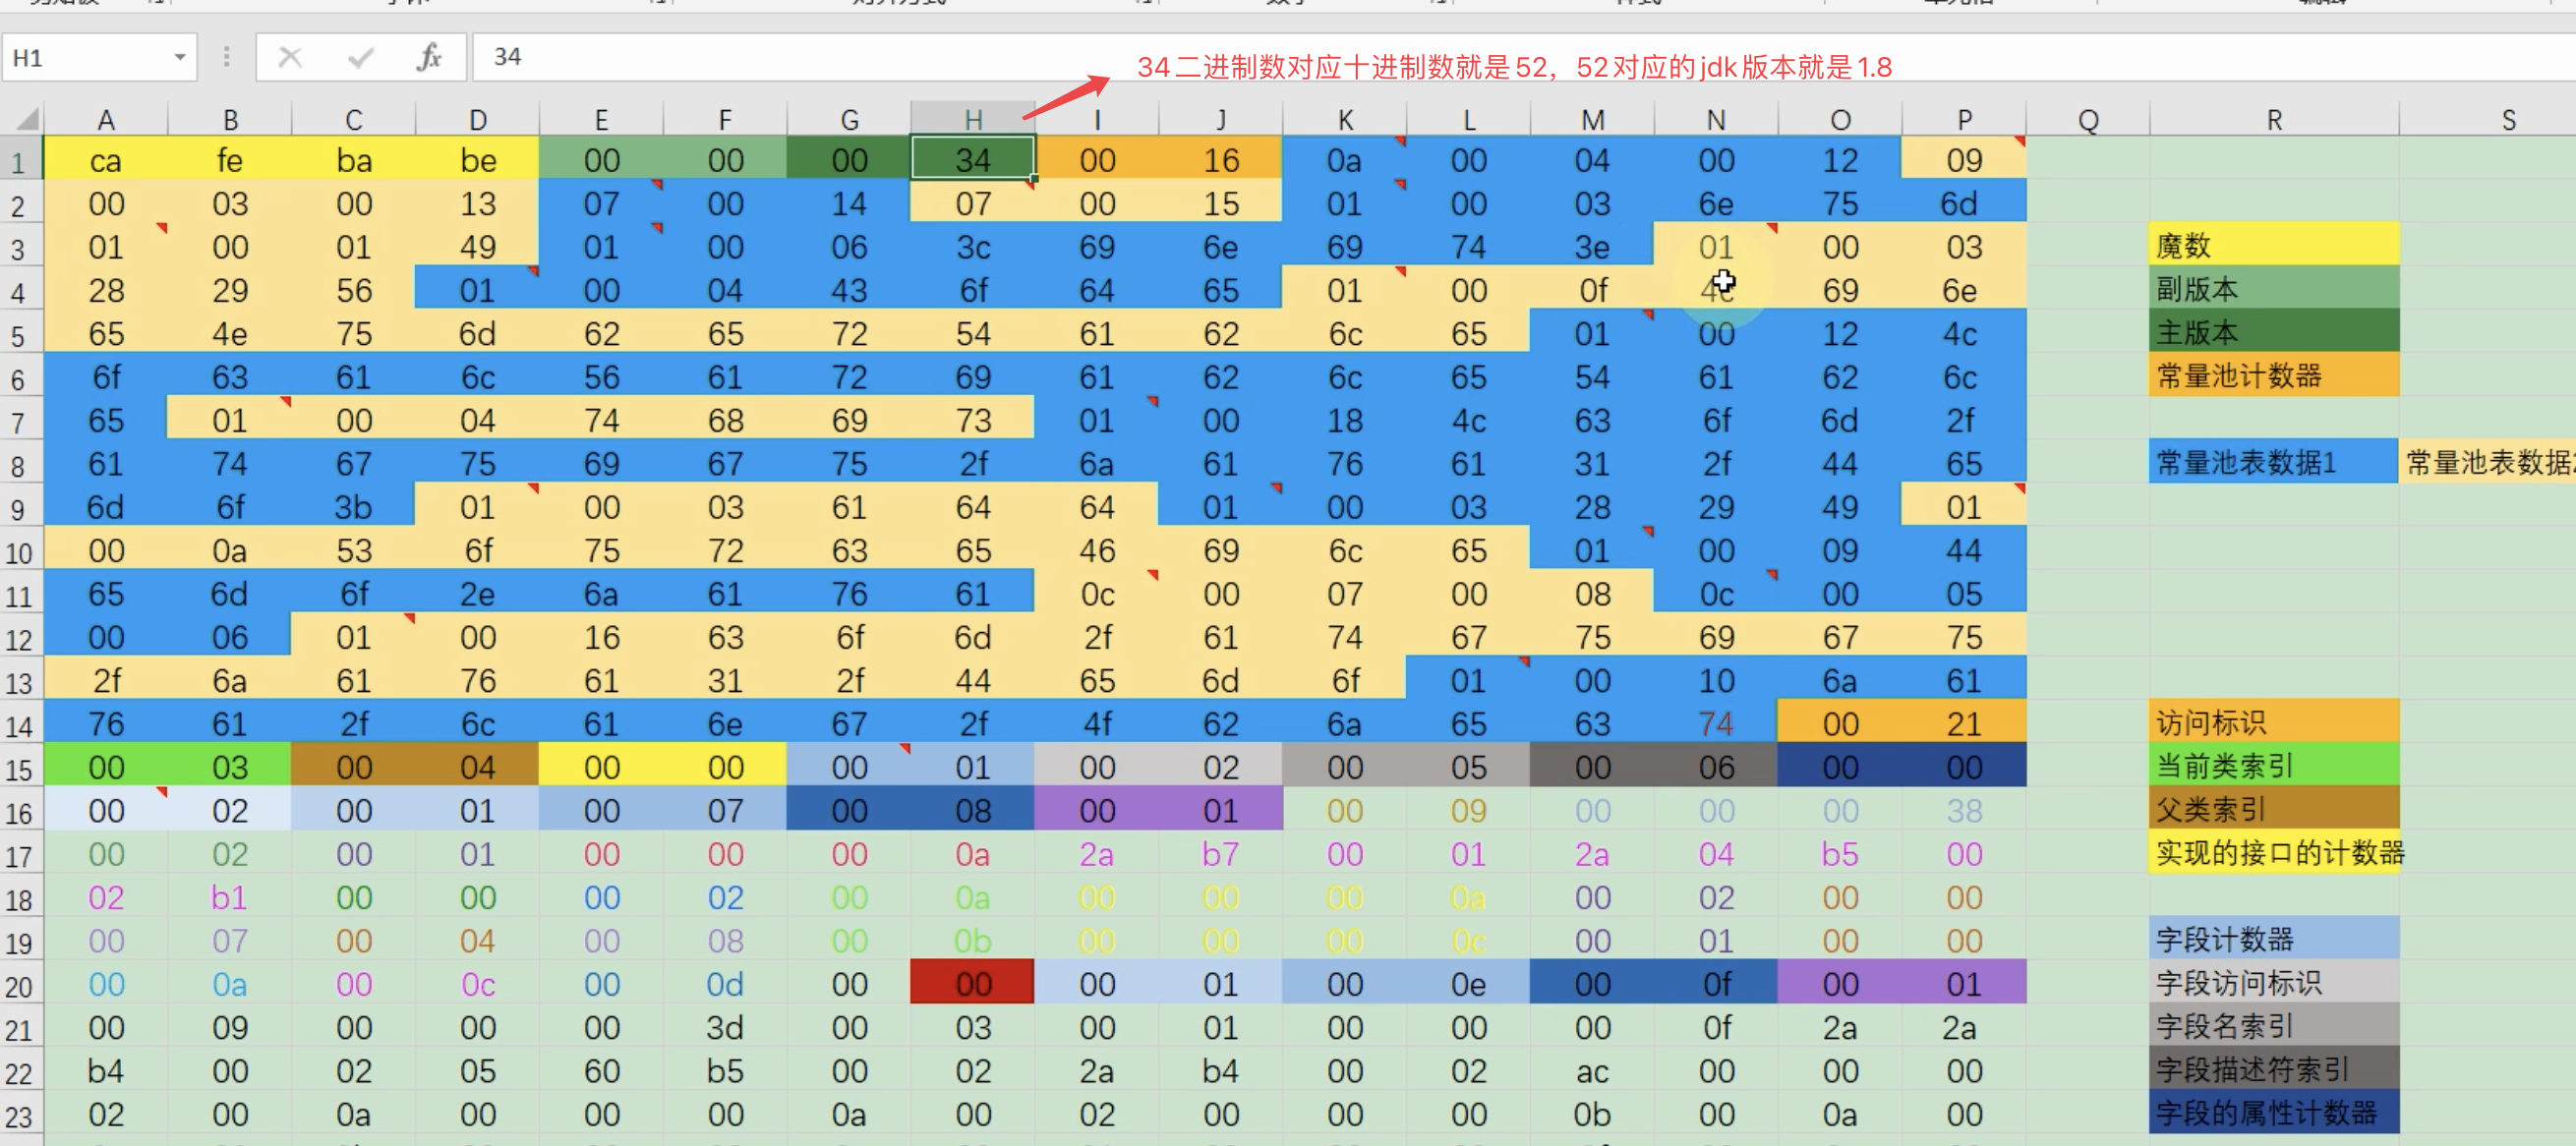 H1 fx 34
34二进制数对应十进制数就是52，52对应的jdk版本就是1.8
A B C D E F G H I J K L M N O P Q R S
1 ca fe ba be 00 00 00 34 00 16 0a 00 04 00 12 09
2 00 03 00 13 07 00 14 07 00 15 01 00 03 6e 75 6d
3 01 00 01 49 01 00 06 3c 69 6e 69 74 3e 01 00 03 魔数
4 28 29 56 01 00 04 43 6f 64 65 01 00 0f 4c 69 6e 副版本
5 65 4e 75 6d 62 65 72 54 61 62 6c 65 01 00 12 4c 主版本
6 6f 63 61 6c 56 61 72 69 61 62 6c 65 54 61 62 6c 常量池计数器
7 65 01 00 04 74 68 69 73 01 00 18 4c 63 6f 6d 2f
8 61 74 67 75 69 67 75 2f 6a 61 76 61 31 2f 44 65 常量池表数据1 常量池表数据
9 6d 6f 3b 01 00 03 61 64 64 01 00 03 28 29 49 01
10 00 0a 53 6f 75 72 63 65 46 69 6c 65 01 00 09 44
11 65 6d 6f 2e 6a 61 76 61 0c 00 07 00 08 0c 00 05
12 00 06 01 00 16 63 6f 6d 2f 61 74 67 75 69 67 75
13 2f 6a 61 76 61 31 2f 44 65 6d 6f 01 00 10 6a 61
14 76 61 2f 6c 61 6e 67 2f 4f 62 6a 65 63 74 00 21 访问标识
15 00 03 00 04 00 00 00 01 00 02 00 05 00 06 00 00 当前类索引
16 00 02 00 01 00 07 00 08 00 01 00 09 00 00 00 38 父类索引
17 00 02 00 01 00 00 00 0a 2a b7 00 01 2a 04 b5 00 实现的接口的计数器
18 02 b1 00 00 00 02 00 0a 00 00 00 0a 00 02 00 00
19 00 07 00 04 00 08 00 0b 00 00 00 0c 00 01 00 00 字段计数器
20 00 0a 00 0c 00 0d 00 00 00 01 00 0e 00 0f 00 01 字段访问标识
21 00 09 00 00 00 3d 00 03 00 01 00 00 00 0f 2a 2a 字段名索引
22 b4 00 02 05 60 b5 00 02 2a b4 00 02 ac 00 00 00 字段描述符索引
23 02 00 0a 00 00 00 0a 00 02 00 00 00 0b 00 0a 00 字段的属性计数器